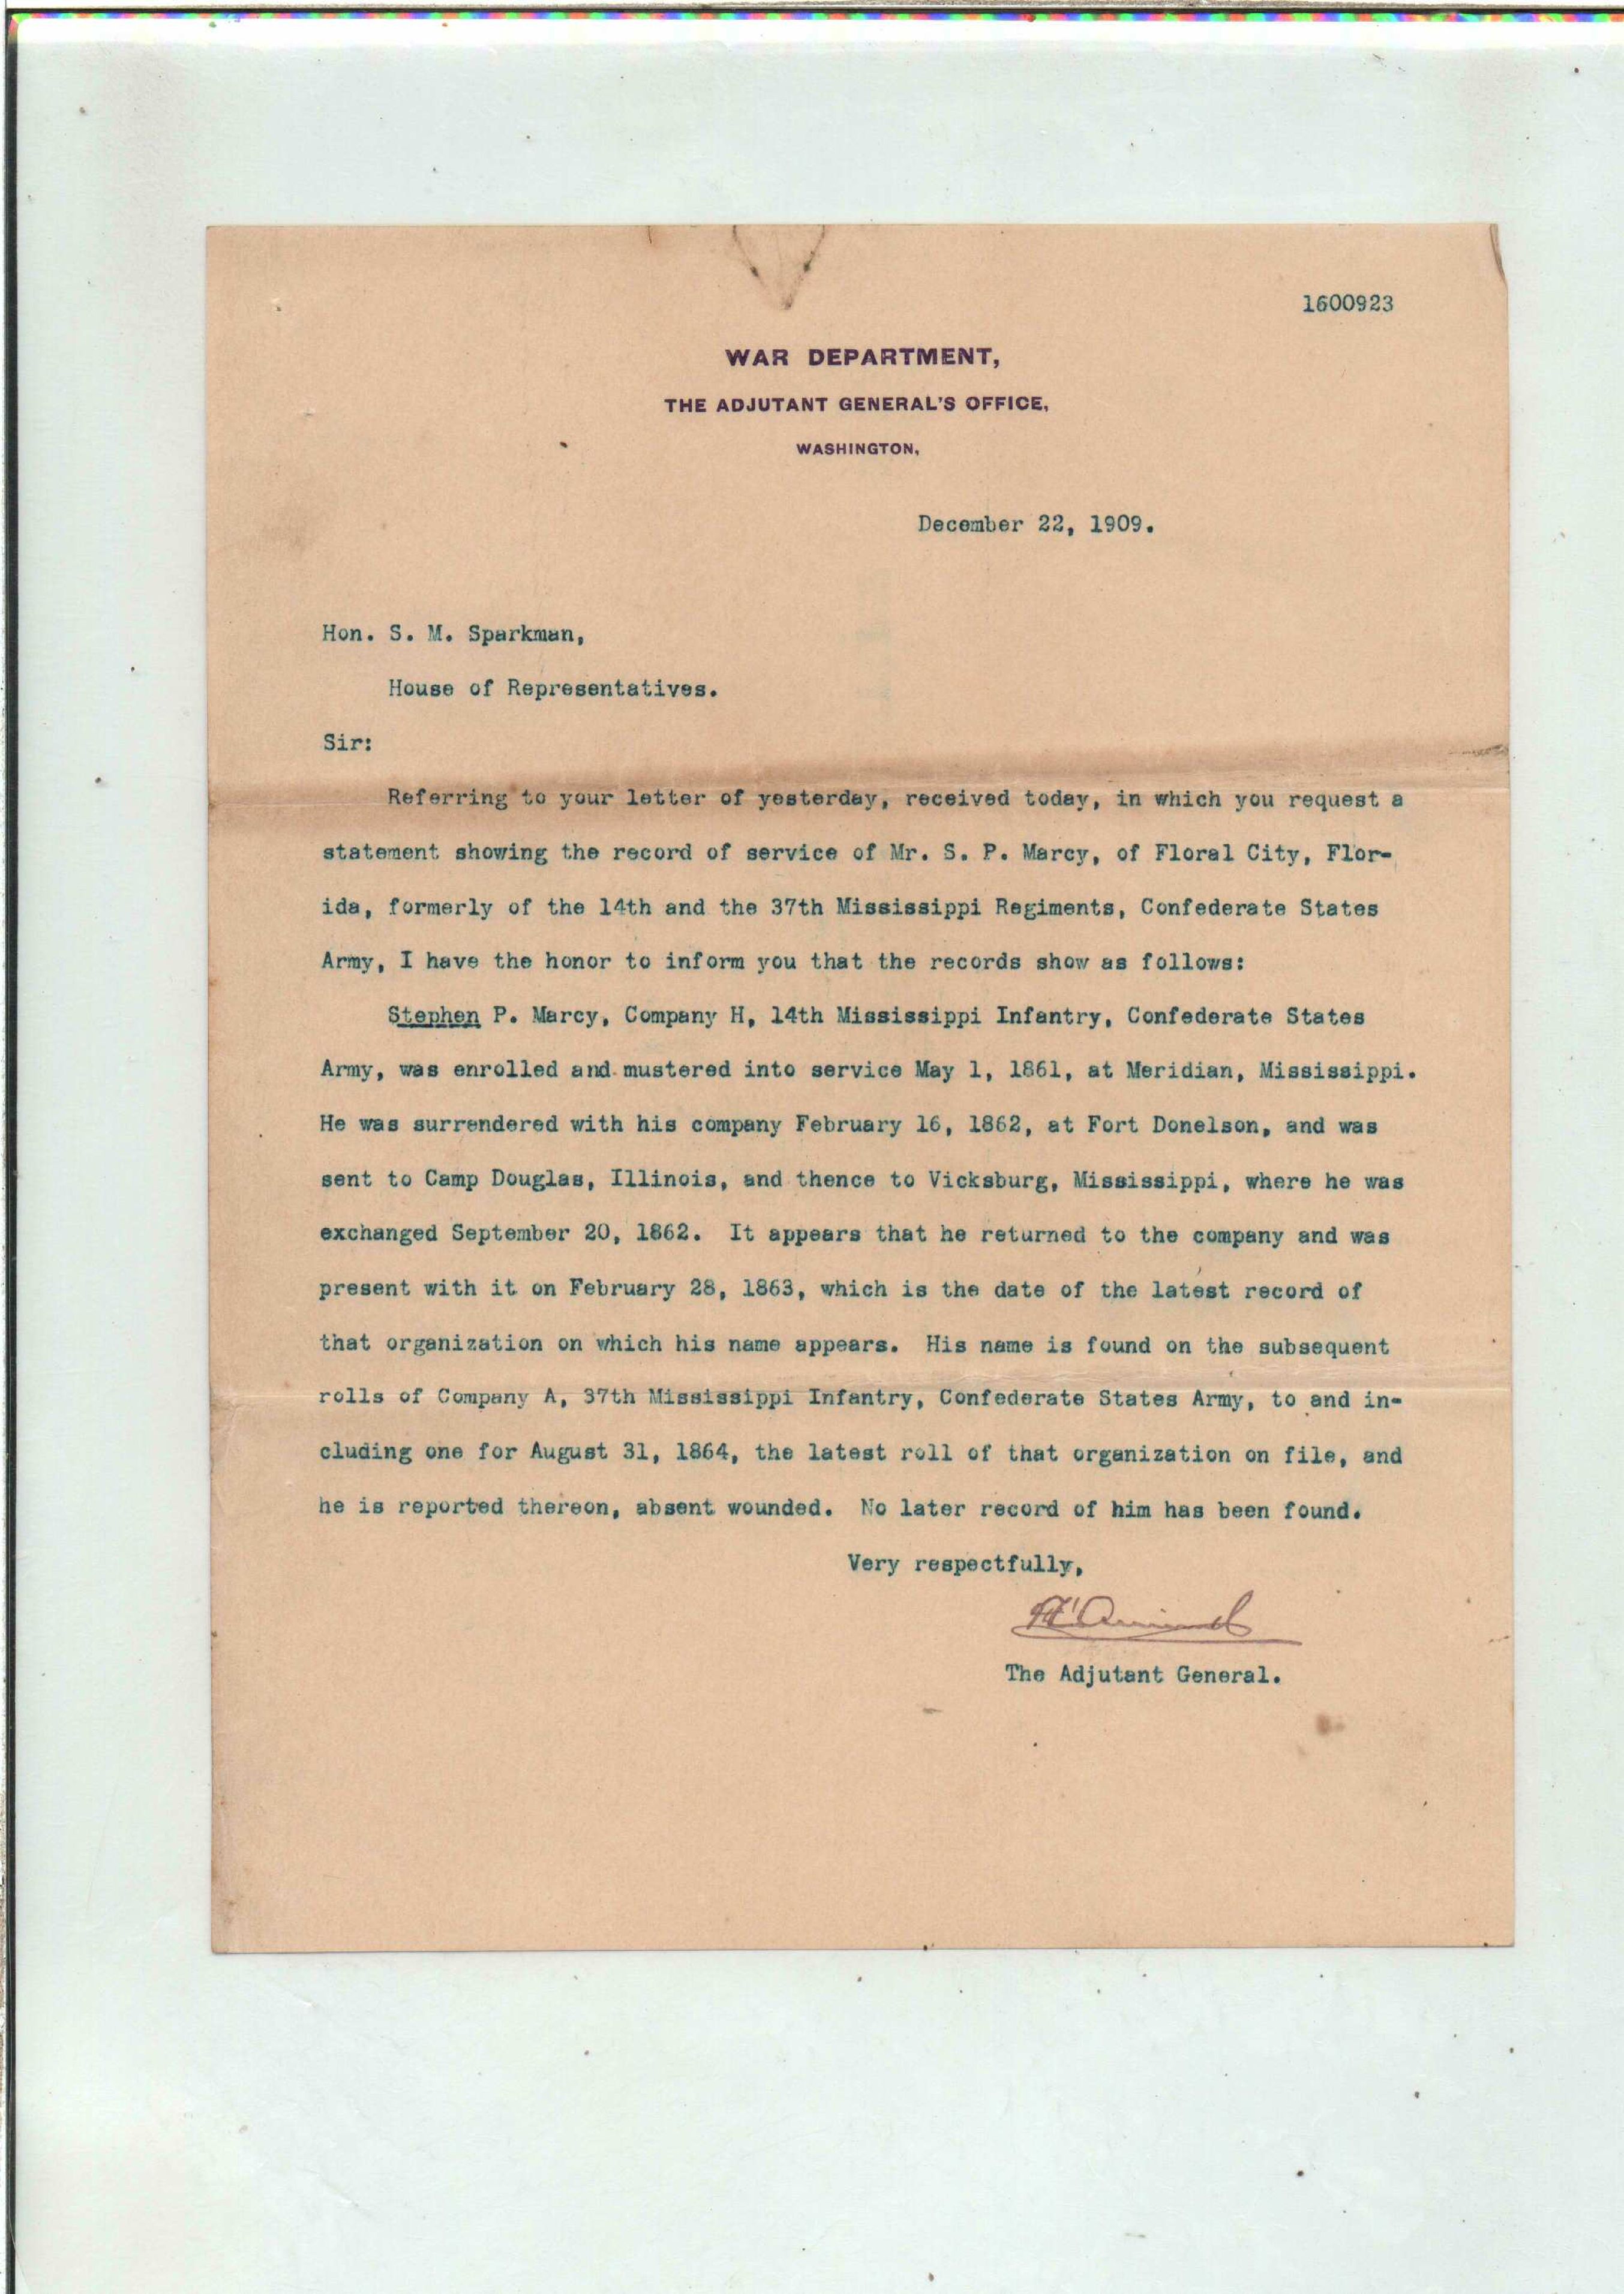 1600923
WAR DEPARTMENT,
THE ADJUTANT GENERAL'S OFFICE,
WASHINGTON,
December 22, 1909.
Hon. S. M. Sparkman,
House of Representatives.
Sir:
Referring to your letter of yesterday, received today, in which you request a
statement showing the record of service of Mr. S. P. Marcy, of Floral City, Flor-
ida, formerly of the 14th and the 37th Mississippi Regiments, Confederate States
Army, I have the honor to inform you that the records show as follows:
Stephen P. Marcy, Company H, 14th Mississippi Infantry, Confederate States
Army, was enrolled and mustered into service May 1, 1861, at Meridian, Mississippi.
He was surrendered with his company February 16, 1862, at Fort Donelson, and was
sent to Camp Douglas, Illinois, and thence to Vicksburg, Mississippi, where he was
exchanged September 20, 1862. It appears that he returned to the company and was
present with it on February 28, 1863, which is the date of the latest record of
that organization on which his name appears. His name is found on the subsequent
rolls of Company A, 37th Mississippi Infantry, Confederate States Army, to and in-
cluding one for August 31, 1864, the latest roll of that organization on file, and
he is reported thereon, absent wounded. No later record of him has been found.
Very respectfully,
The Adjutant General.